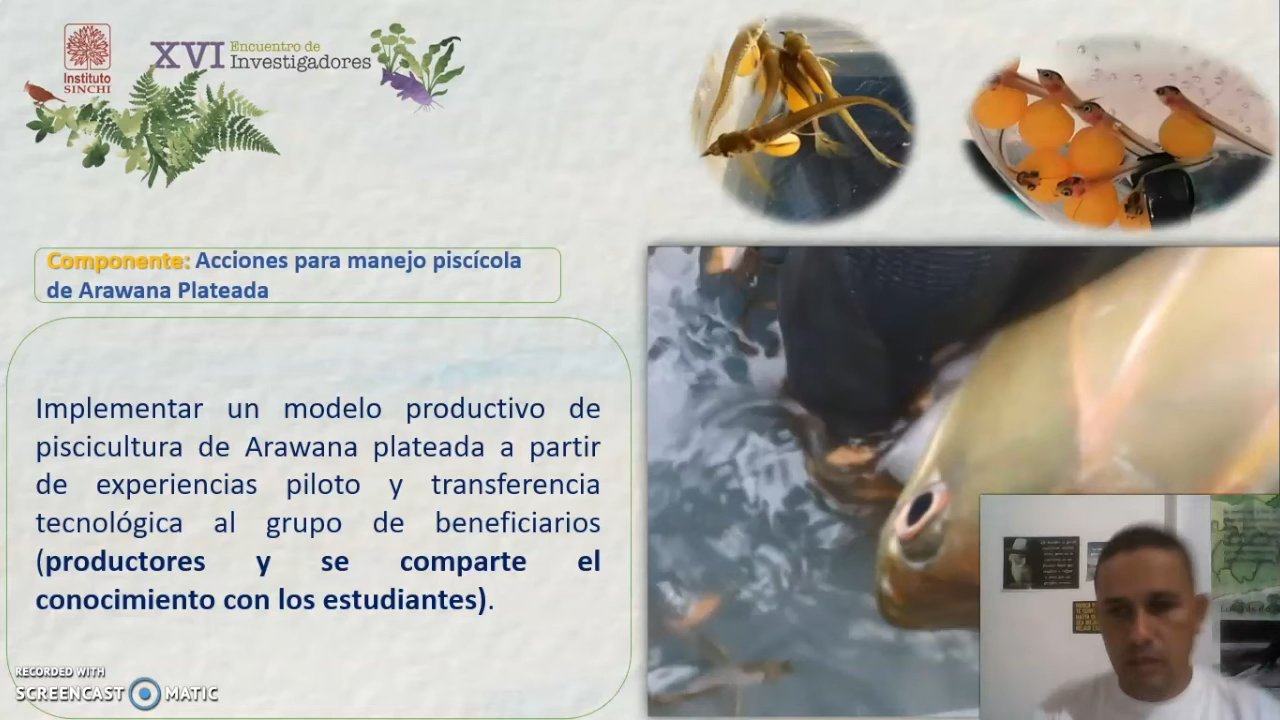 Instituto
SINCHI
XVI Encuentro de
Investigadores
Componente: Acciones para manejo piscícola
de Arawana Plateada
Implementar un modelo productivo de
piscicultura de Arawana plateada a partir
de experiencias piloto y transferencia
tecnológica al grupo de beneficiarios
(productores y se comparte el
conocimiento con los estudiantes).
RECORDED WITH
SCREENCAST MATIC